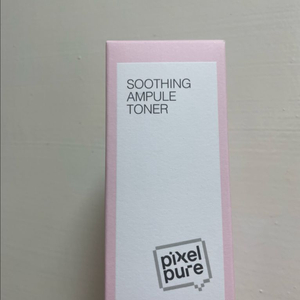 SOOTHING
AMPULE
TONER
pixel
pure